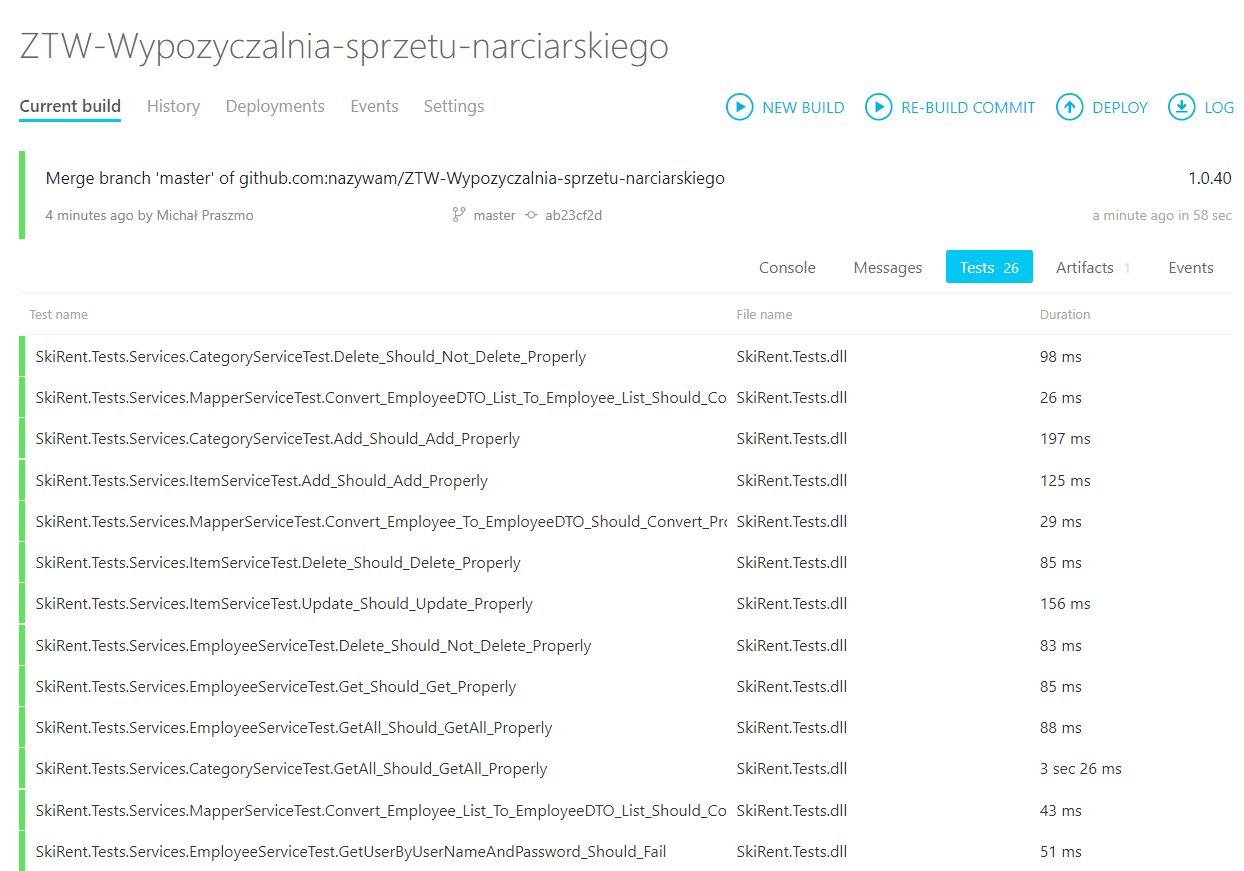 ZTW-Wypozyczalnia-sprzetu-narciarskiego
Current build History Deployments Events Settings NEW BUILD RE-BUILD COMMIT DEPLOY LOG
Merge branch 'master' of github.com:nazywam/ZTW-Wypozyczalnia-sprzetu-narciarskiego 1.0.40
4 minutes ago by Michał Praszmo master ab23cf2d a minute ago in 58 sec
Console Messages Tests 26 Artifacts 1 Events
Test name File name Duration
SkiRent.Tests.Services.CategoryServiceTest.Delete_Should_Not_Delete_Properly SkiRent.Tests.dll 98 ms
SkiRent.Tests.Services.MapperServiceTest.Convert_EmployeeDTO_List_To_Employee_List_Should_Co SkiRent.Tests.dll 26 ms
SkiRent.Tests.Services.CategoryServiceTest.Add_Should_Add_Properly SkiRent.Tests.dll 197 ms
SkiRent.Tests.Services.ItemServiceTest.Add_Should_Add_Properly SkiRent.Tests.dll 125 ms
SkiRent.Tests.Services.MapperServiceTest.Convert_Employee_To_EmployeeDTO_Should_Convert_Pro SkiRent.Tests.dll 29 ms
SkiRent.Tests.Services.ItemServiceTest.Delete_Should_Delete_Properly SkiRent.Tests.dll 85 ms
SkiRent.Tests.Services.ItemServiceTest.Update_Should_Update_Properly SkiRent.Tests.dll 156 ms
SkiRent.Tests.Services.EmployeeServiceTest.Delete_Should_Not_Delete_Properly SkiRent.Tests.dll 83 ms
SkiRent.Tests.Services.EmployeeServiceTest.Get_Should_Get_Properly SkiRent.Tests.dll 85 ms
SkiRent.Tests.Services.EmployeeServiceTest.GetAll_Should_GetAll_Properly SkiRent.Tests.dll 88 ms
SkiRent.Tests.Services.CategoryServiceTest.GetAll_Should_GetAll_Properly SkiRent.Tests.dll 3 sec 26 ms
SkiRent.Tests.Services.MapperServiceTest.Convert_Employee_List_To_EmployeeDTO_List_Should_Co SkiRent.Tests.dll 43 ms
SkiRent.Tests.Services.EmployeeServiceTest.GetUserByUserNameAndPassword_Should_Fail SkiRent.Tests.dll 51 ms